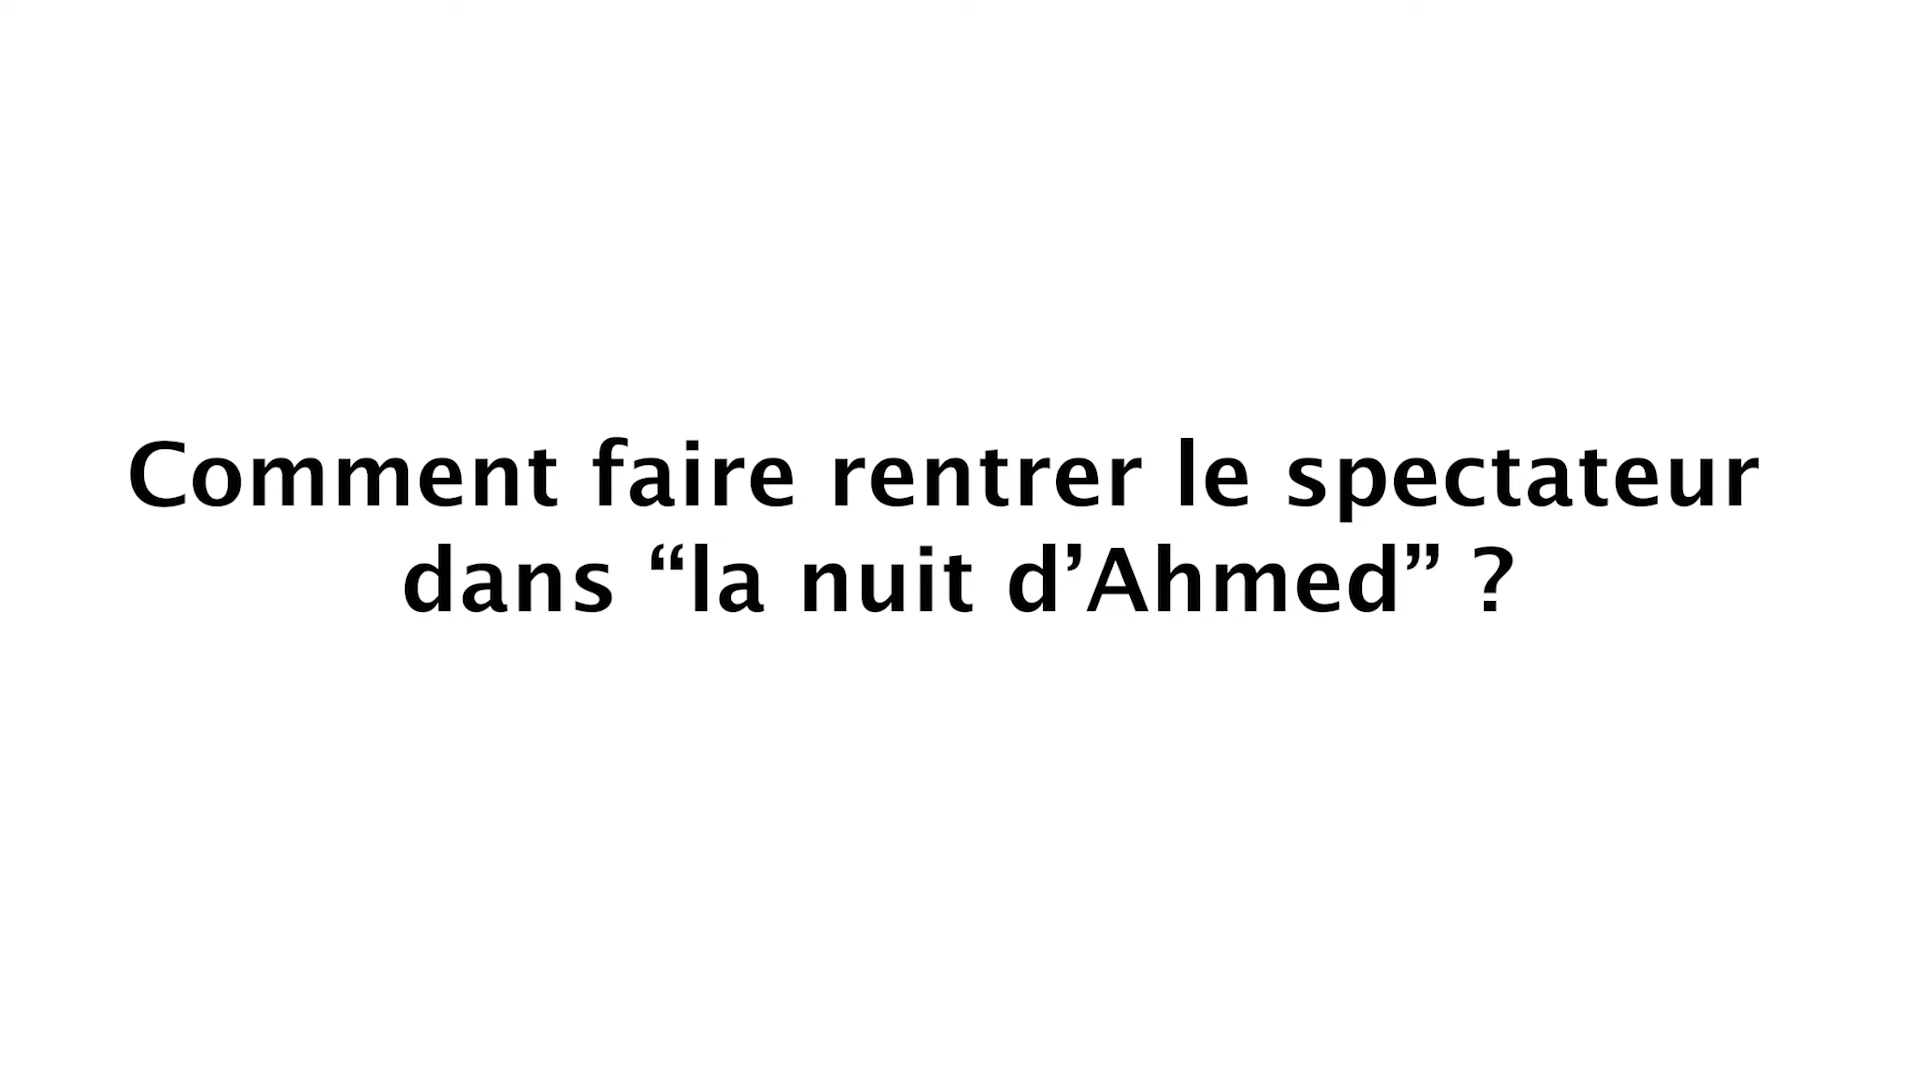 Comment faire rentrer le spectateur
dans “la nuit d’Ahmed” ?